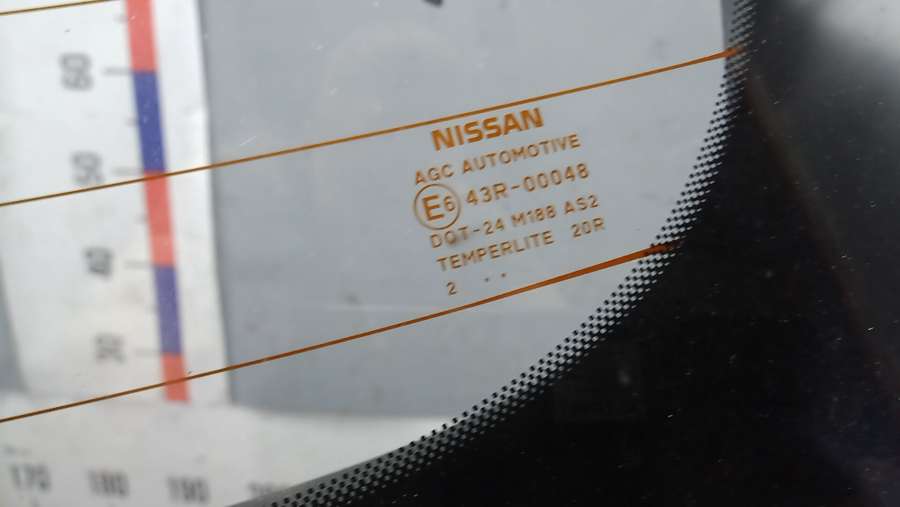 60
50
40
NISSAN
AGC AUTOMOTIVE
E6 43R-00048
DOT-24 M188 AS2
TEMPERLITE 20R
2 . .
170 180 190